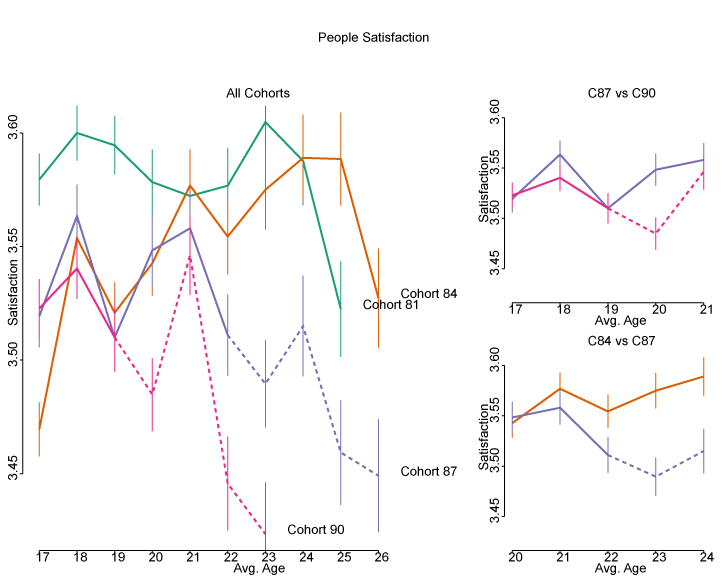 People Satisfaction
All Cohorts
Satisfaction
3.60
3.55
3.50
3.45
Cohort 84
Cohort 81
Cohort 87
Cohort 90
17 18 19 20 21 22 23 24 25 26
Avg. Age
C87 vs C90
Satisfaction
3.60
3.55
3.50
3.45
17 18 19 20 21
Avg. Age
C84 vs C87
Satisfaction
3.60
3.55
3.50
3.45
20 21 22 23 24
Avg. Age